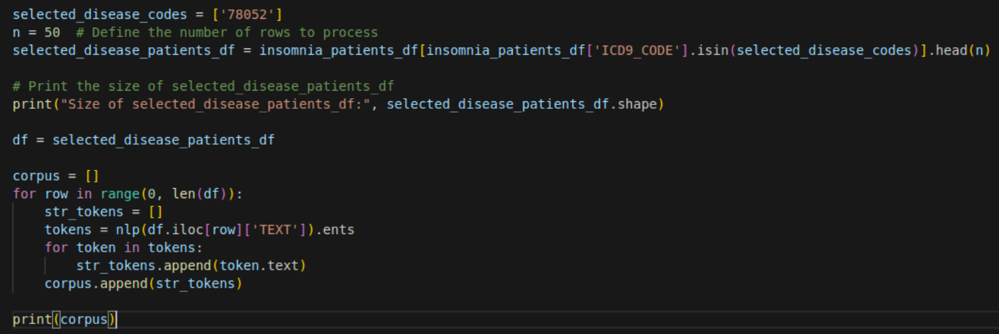 selected_disease_codes = ['78052']
n = 50  # Define the number of rows to process
selected_disease_patients_df = insomnia_patients_df[insomnia_patients_df['ICD9_CODE'].isin(selected_disease_codes)].head(n)

# Print the size of selected_disease_patients_df
print("Size of selected_disease_patients_df:", selected_disease_patients_df.shape)

df = selected_disease_patients_df

corpus = []
for row in range(0, len(df)):
    str_tokens = []
    tokens = nlp(df.iloc[row]['TEXT']).ents
    for token in tokens:
        str_tokens.append(token.text)
    corpus.append(str_tokens)

print(corpus)